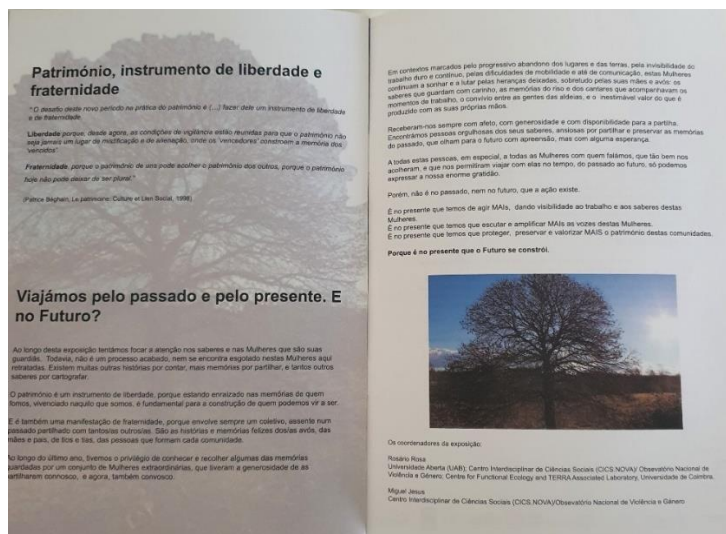 Património, instrumento de liberdade e
fraternidade
"O desafio deste novo período na prática do património é (...) fazer dele um instrumento de liberdade
e de fraternidade.
Liberdade porque, desde agora, as condições de vigilância estão reunidas para que o património não
seja jamais um lugar de mistificação e de alienação, onde os 'vencedores' constroem a memória dos
'vencidos'.
Fraternidade, porque o património de uns pode acolher o património dos outros, porque o património
hoje não pode deixar de ser plural."
(Patrice Béghain, Le patrimoine: Culture et Lien Social, 1998)
Viajámos pelo passado e pelo presente. E
no Futuro?
Ao longo desta exposição tentámos focar a atenção nos saberes e nas Mulheres que são suas
guardiãs. Todavia, não é um processo acabado, nem se encontra esgotado nestas Mulheres aqui
retratadas. Existem muitas outras histórias por contar, mais memórias por partilhar, e tantos outros
saberes por cartografar.
O património é um instrumento de liberdade, porque estando enraizado nas memórias de quem
fomos, vivenciado naquilo que somos, é fundamental para a construção de quem podemos vir a ser.
E é também uma manifestação de fraternidade, porque envolve sempre um coletivo, assente num
passado partilhado com tantos/as outros/as. São as histórias e memórias felizes dos/as avós, das
mães e pais, de tios e tias, das pessoas que formam cada comunidade.
Ao longo do último ano, tivemos o privilégio de conhecer e recolher algumas das memórias
guardadas por um conjunto de Mulheres extraordinárias, que tiveram a generosidade de as
partilharem connosco, e agora, também convosco.
Em contextos marcados pelo progressivo abandono dos lugares e das terras, pela invisibilidade do
trabalho duro e contínuo, pelas dificuldades de mobilidade e até de comunicação, estas Mulheres
continuam a sonhar e a lutar pelas heranças deixadas, sobretudo pelas suas mães e avós: os
saberes que guardam com carinho, as memórias do riso e dos cantares que acompanhavam os
momentos de trabalho, o convívio entre as gentes das aldeias, e o inestimável valor do que é
produzido com as suas próprias mãos.
Receberam-nos sempre com afeto, com generosidade e com disponibilidade para a partilha.
Encontrámos pessoas orgulhosas dos seus saberes, ansiosas por partilhar e preservar as memórias
do passado, que olham para o futuro com apreensão, mas com alguma esperança.
A todas estas pessoas, em especial, a todas as Mulheres com quem falámos, que tão bem nos
acolheram, e que nos permitiram viajar com elas no tempo, do passado ao futuro, só podemos
expressar a nossa enorme gratidão.
Porém, não é no passado, nem no futuro, que a ação existe.
É no presente que temos de agir MAIs, dando visibilidade ao trabalho e aos saberes destas
Mulheres.
É no presente que temos que escutar e amplificar MAIs as vozes destas Mulheres.
É no presente que temos que proteger, preservar e valorizar MAIS o património destas comunidades.
Porque é no presente que o Futuro se constrói.
Os coordenadores da exposição:
Rosário Rosa
Universidade Aberta (UAB), Centro Interdisciplinar de Ciências Sociais (CICS.NOVA)/ Observatório Nacional de
Violência e Género, Centre for Functional Ecology and TERRA Associated Laboratory, Universidade de Coimbra.
Miguel Jesus
Centro Interdisciplinar de Ciências Sociais (CICS.NOVA)/Observatório Nacional de Violência e Género